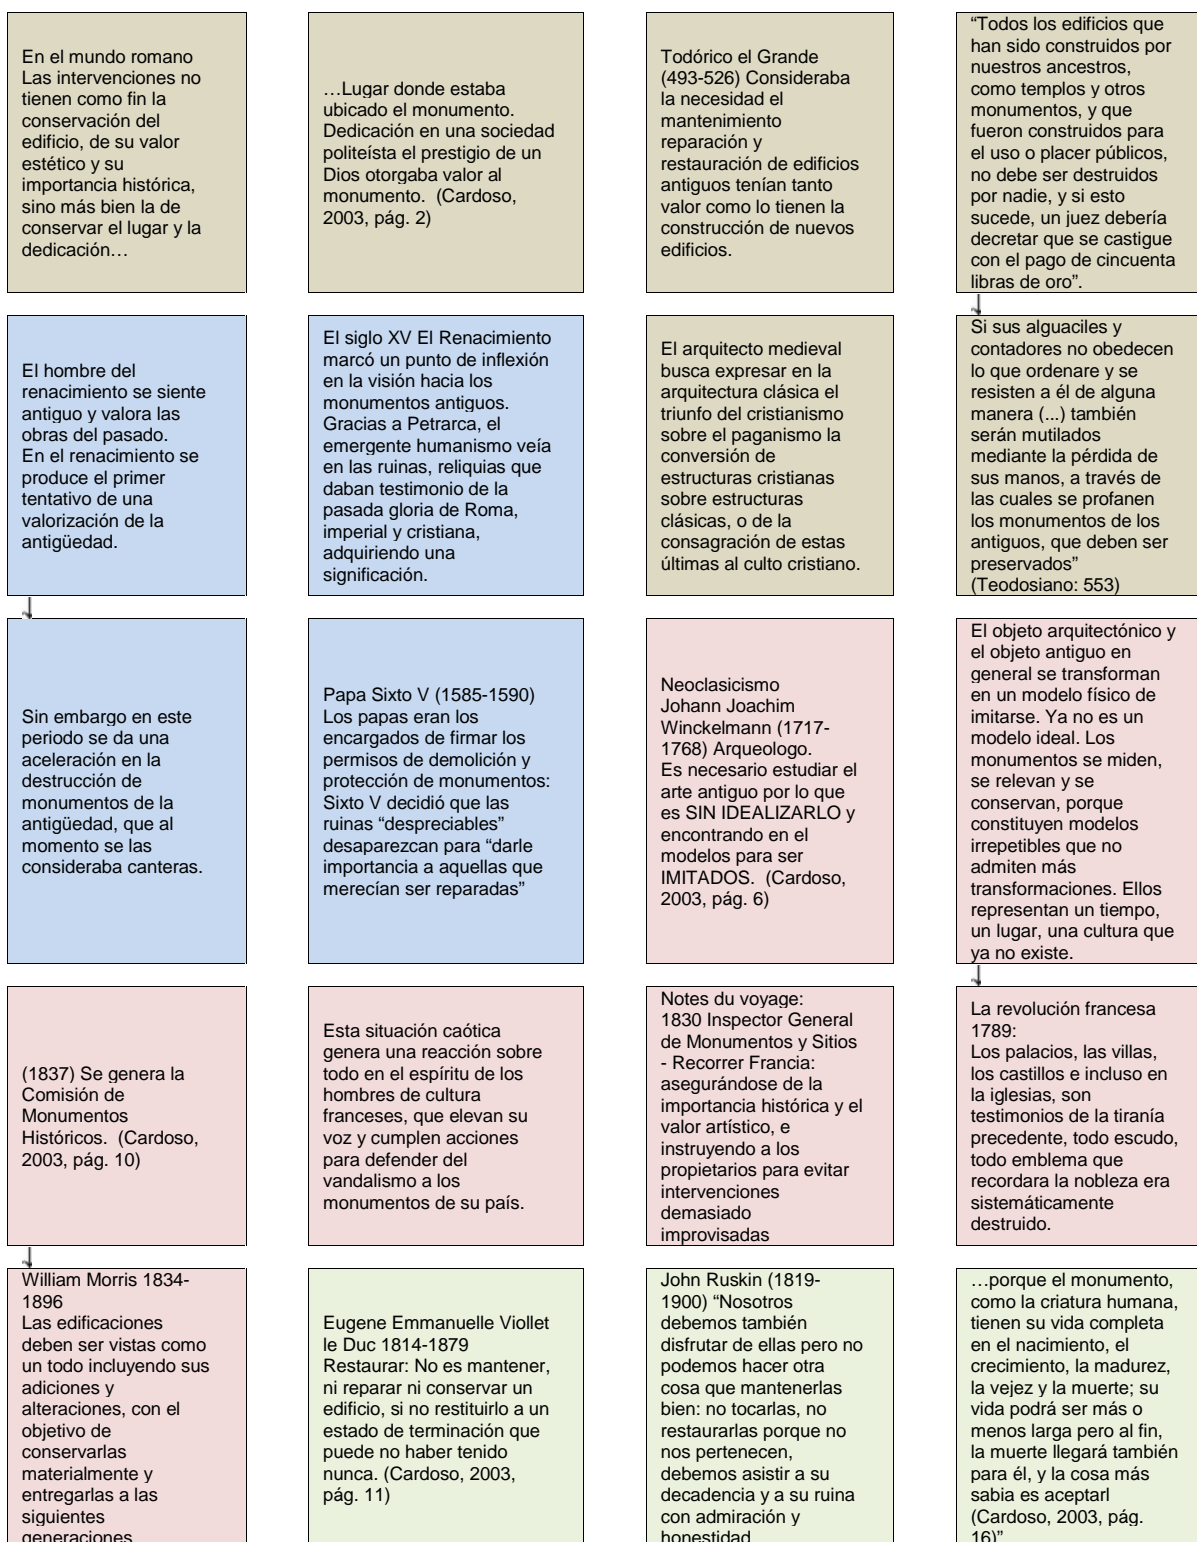 En el mundo romano
Las intervenciones no
tienen como fin la
conservación del
edificio, de su valor
estético y su
importancia histórica,
sino más bien la de
conservar el lugar y la
dedicación…
…Lugar donde estaba
ubicado el monumento.
Dedicación en una sociedad
politeísta el prestigio de un
Dios otorgaba valor al
monumento. (Cardoso,
2003, pág. 2)
Todórico el Grande
(493-526) Consideraba
la necesidad el
mantenimiento
reparación y
restauración de edificios
antiguos tenían tanto
valor como lo tienen la
construcción de nuevos
edificios.
“Todos los edificios que
han sido construidos por
nuestros ancestros,
como templos y otros
monumentos, y que
fueron construidos para
el uso o placer públicos,
no debe ser destruidos
por nadie, y si esto
sucede, un juez debería
decretar que se castigue
con el pago de cincuenta
libras de oro”.
Si sus alguaciles y
contadores no obedecen
lo que ordenare y se
resisten a él de alguna
manera (...) también
serán mutilados
mediante la pérdida de
sus manos, a través de
las cuales se profanen
los monumentos de los
antiguos, que deben ser
preservados”
(Teodosiano: 553)
El arquitecto medieval
busca expresar en la
arquitectura clásica el
triunfo del cristianismo
sobre el paganismo la
conversión de
estructuras cristianas
sobre estructuras
clásicas, o de la
consagración de estas
últimas al culto cristiano.
El siglo XV El Renacimiento
marcó un punto de inflexión
en la visión hacia los
monumentos antiguos.
Gracias a Petrarca, el
emergente humanismo veía
en las ruinas, reliquias que
daban testimonio de la
pasada gloria de Roma,
imperial y cristiana,
adquiriendo una
significación.
El hombre del
renacimiento se siente
antiguo y valora las
obras del pasado.
En el renacimiento se
produce el primer
tentativo de una
valorización de la
antigüedad.
Sin embargo en este
periodo se da una
aceleración en la
destrucción de
monumentos de la
antigüedad, que al
momento se las
consideraba canteras.
Papa Sixto V (1585-1590)
Los papas eran los
encargados de firmar los
permisos de demolición y
protección de monumentos:
Sixto V decidió que las
ruinas “despreciables”
desaparezcan para “darle
importancia a aquellas que
merecían ser reparadas”
Neoclasicismo
Johann Joachim
Winckelmann (1717-
1768) Arqueologo.
Es necesario estudiar el
arte antiguo por lo que
es SIN IDEALIZARLO y
encontrando en el
modelos para ser
IMITADOS. (Cardoso,
2003, pág. 6)
El objeto arquitectónico y
el objeto antiguo en
general se transforman
en un modelo físico de
imitarse. Ya no es un
modelo ideal. Los
monumentos se miden,
se relevan y se
conservan, porque
constituyen modelos
irrepetibles que no
admiten más
transformaciones. Ellos
representan un tiempo,
un lugar, una cultura que
ya no existe.
La revolución francesa
1789:
Los palacios, las villas,
los castillos e incluso en
la iglesias, son
testimonios de la tiranía
precedente, todo escudo,
todo emblema que
recordara la nobleza era
sistemáticamente
destruido.
Notes du voyage:
1830 Inspector General
de Monumentos y Sitios
- Recorrer Francia:
asegurándose de la
importancia histórica y el
valor artístico, e
instruyendo a los
propietarios para evitar
intervenciones
demasiado
improvisadas
Esta situación caótica
genera una reacción sobre
todo en el espíritu de los
hombres de cultura
franceses, que elevan su
voz y cumplen acciones
para defender del
vandalismo a los
monumentos de su país.
(1837) Se genera la
Comisión de
Monumentos
Históricos. (Cardoso,
2003, pág. 10)
William Morris 1834-
1896
Las edificaciones
deben ser vistas como
un todo incluyendo sus
adiciones y
alteraciones, con el
objetivo de
conservarlas
materialmente y
entregarlas a las
siguientes
generaciones
Eugene Emmanuelle Viollet
le Duc 1814-1879
Restaurar: No es mantener,
ni reparar ni conservar un
edificio, si no restituirlo a un
estado de terminación que
puede no haber tenido
nunca. (Cardoso, 2003,
pág. 11)
John Ruskin (1819-
1900) “Nosotros
debemos también
disfrutar de ellas pero no
podemos hacer otra
cosa que mantenerlas
bien: no tocarlas, no
restaurarlas porque no
nos pertenecen,
debemos asistir a su
decadencia y a su ruina
con admiración y
honestidad
…porque el monumento,
como la criatura humana,
tienen su vida completa
en el nacimiento, el
crecimiento, la madurez,
la vejez y la muerte; su
vida podrá ser más o
menos larga pero al fin,
la muerte llegará también
para él, y la cosa más
sabia es aceptarl
(Cardoso, 2003, pág.
16)”